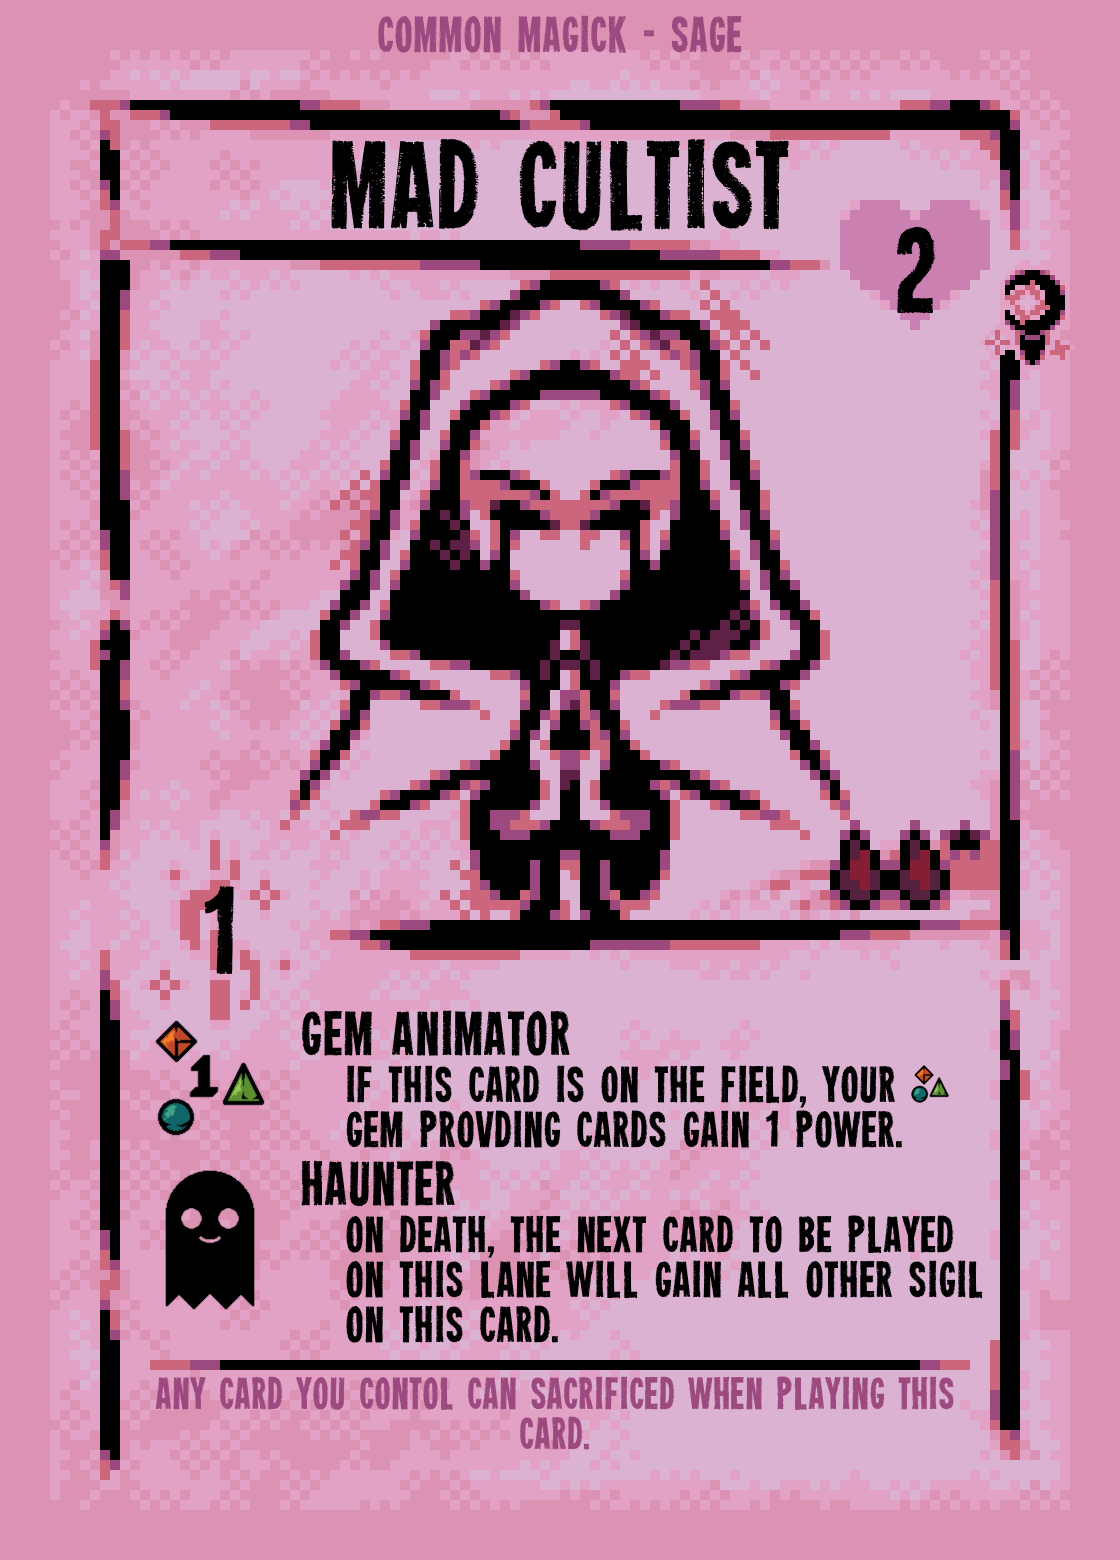 COMMON MAGICK - SAGE
MAD CULTIST
2
1
GEM ANIMATOR
1
IF THIS CARD IS ON THE FIELD, YOUR
GEM PROVDING CARDS GAIN 1 POWER.
HAUNTER
ON DEATH, THE NEXT CARD TO BE PLAYED
ON THIS LANE WILL GAIN ALL OTHER SIGIL
ON THIS CARD.
ANY CARD YOU CONTOL CAN SACRIFICED WHEN PLAYING THIS
CARD.